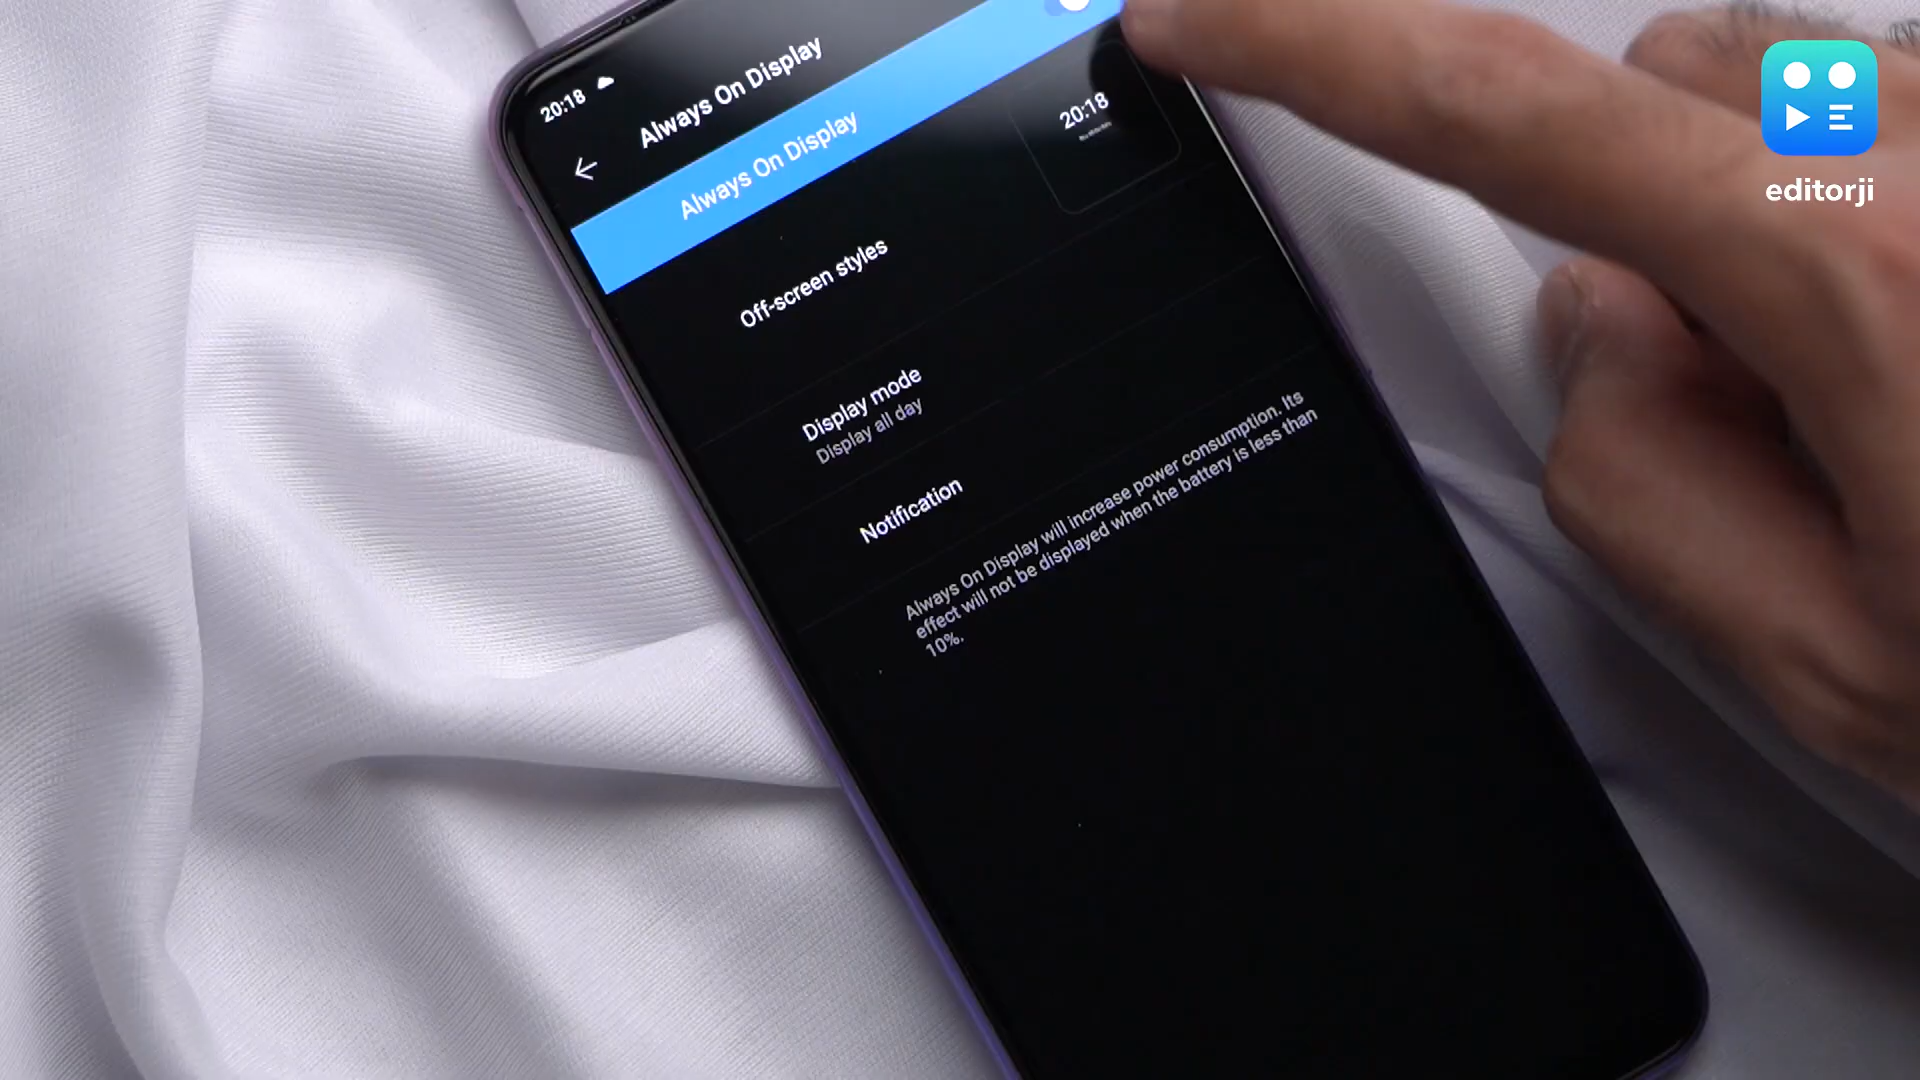 20:18
Always On Display
Always On Display
20:18
Off-screen styles
Display mode
Display all day
Notification
Always On Display will increase power consumption. Its
effect will not be displayed when the battery is less than
10%.
editorji